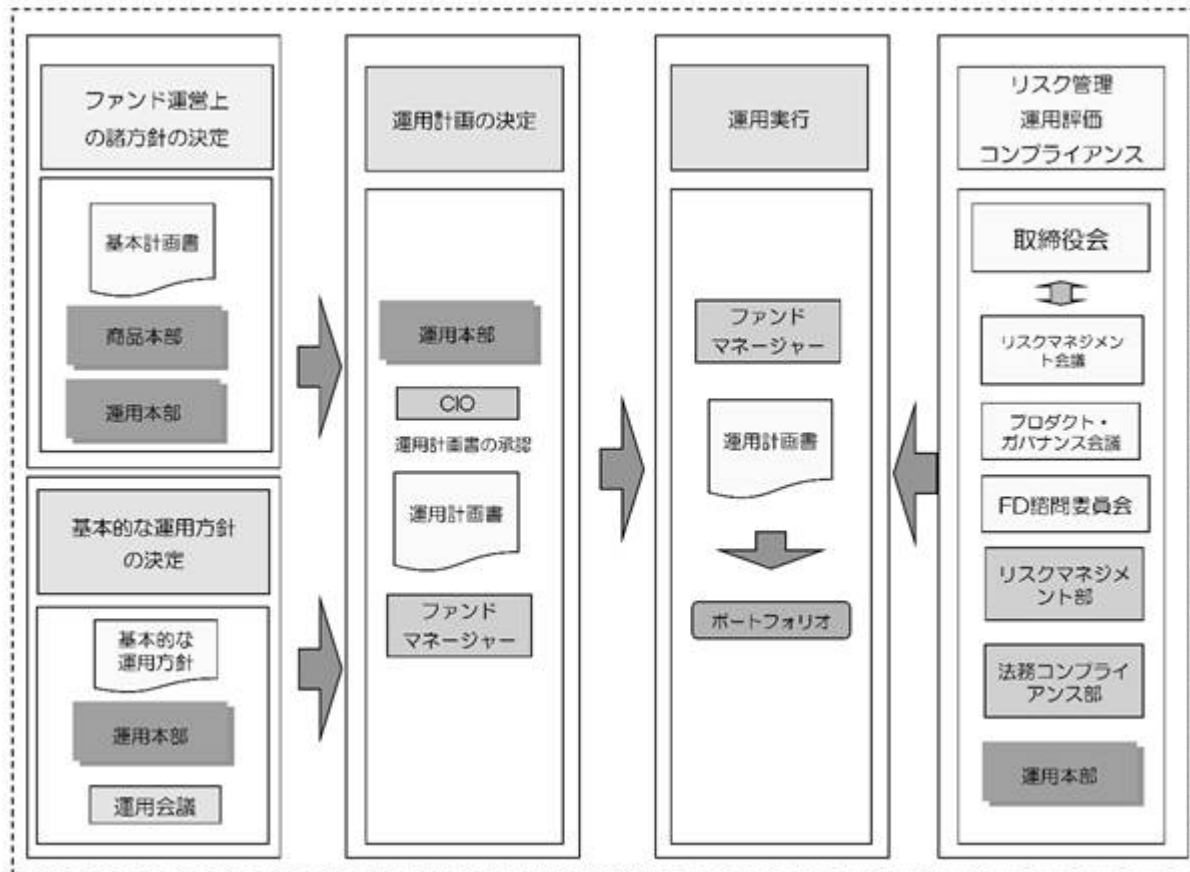 ファンド運営上
の諸方針の決定
基本計画書
商品本部
運用本部
基本的な運用方針
の決定
基本的な
運用方針
運用本部
運用会議
運用計画の決定
運用本部
CIO
運用計画書の承認
運用計画書
ファンド
マネージャー
運用実行
ファンド
マネージャー
運用計画書
ポートフォリオ
リスク管理
運用評価
コンプライアンス
取締役会
リスクマネジメン
ト会議
プロダクト・
ガバナンス会議
FD諮問委員会
リスクマネジメ
ント部
法務コンプライ
アンス部
運用本部